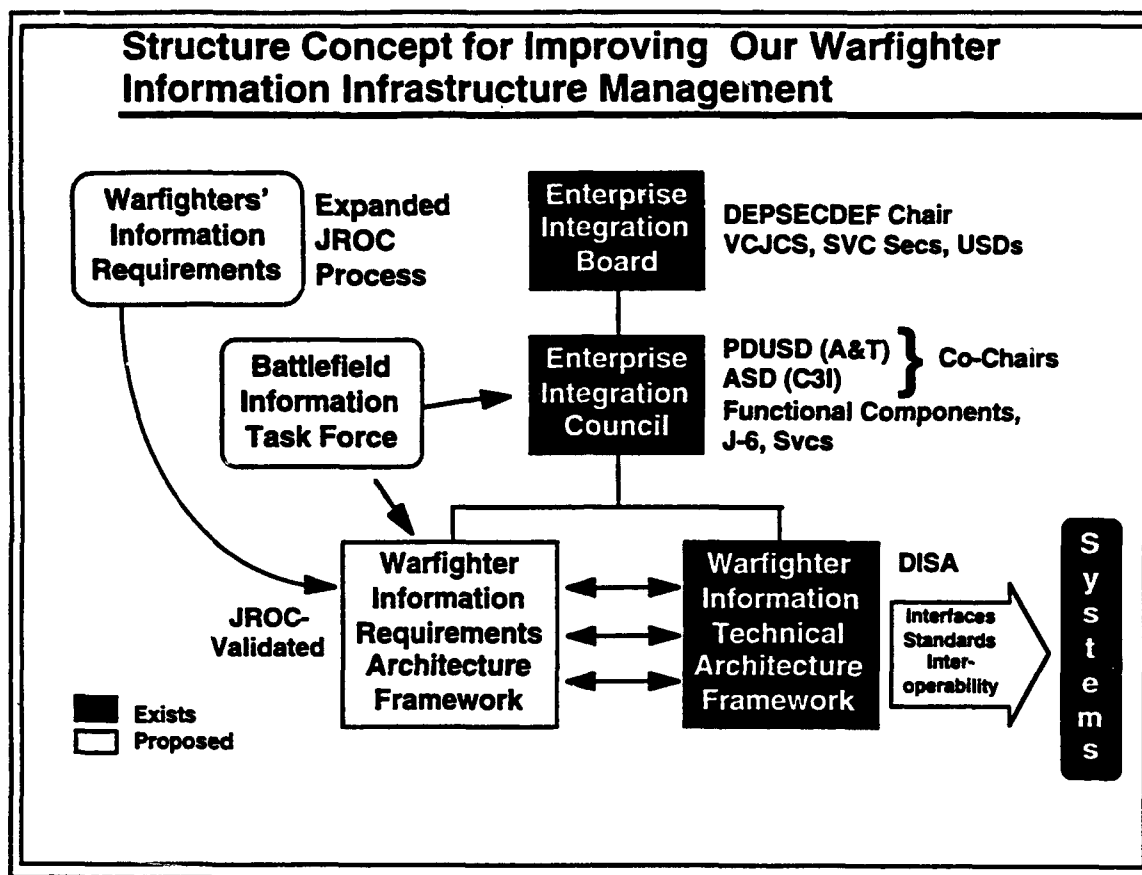 Structure Concept for Improving Our Warfighter
Information Infrastructure Management
Warfighters'
Information
Requirements
Expanded
JROC
Process
Enterprise
Integration
Board
DEPSECDEF Chair
VCJCS, SVC Secs, USDs
Battlefield
Information
Task Force
Enterprise
Integration
Council
PDUSD (A&T)
ASD (C3I)
} Co-Chairs
Functional Components,
J-6, Svcs
JROC-
Validated
Warfighter
Information
Requirements
Architecture
Framework
Warfighter
Information
Technical
Architecture
Framework
DISA
Interfaces
Standards
Inter-
operability
Systems
Exists
Proposed